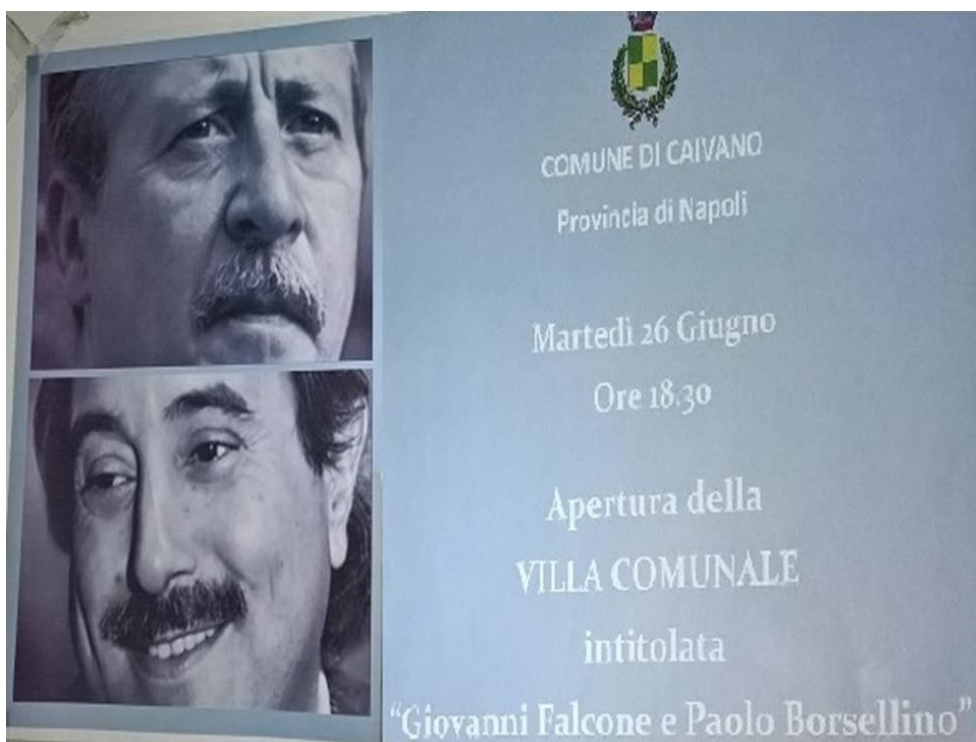 COMUNE DI CAIVANO
Provincia di Napoli
Martedì 26 Giugno
Ore 18.30
Apertura della
VILLA COMUNALE
intitolata
“Giovanni Falcone e Paolo Borsellino”